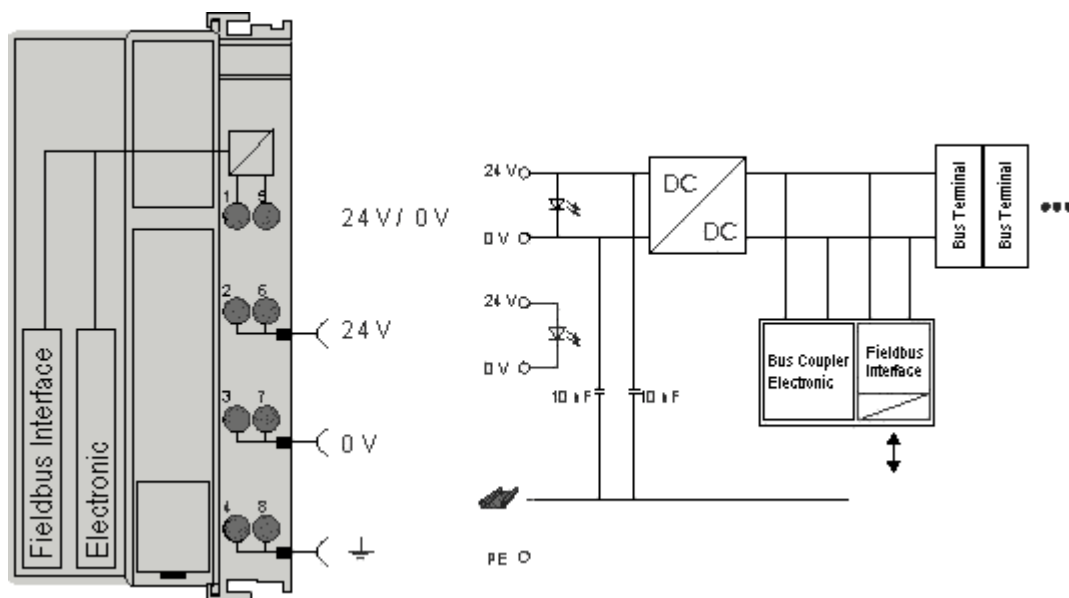 1 5
24 V / 0 V
2 6
24 V
3 7
0 V
4 8
Fieldbus Interface
Electronic
24 V
0 V
24 V
0 V
10 nF
10 nF
PE
DC
DC
Bus Terminal
Bus Terminal
Bus Coupler
Electronic
Fieldbus
Interface